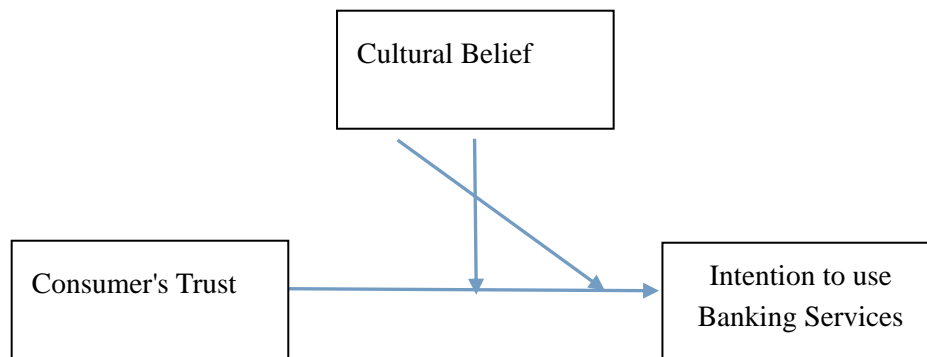 Cultural Belief
Consumer's Trust
Intention to use
Banking Services